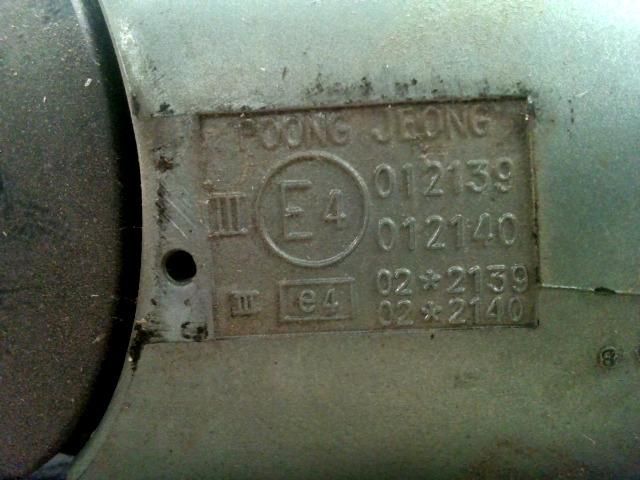 POONG JEONG
III E4 012139
012140
II e4 02*2139
02*2140